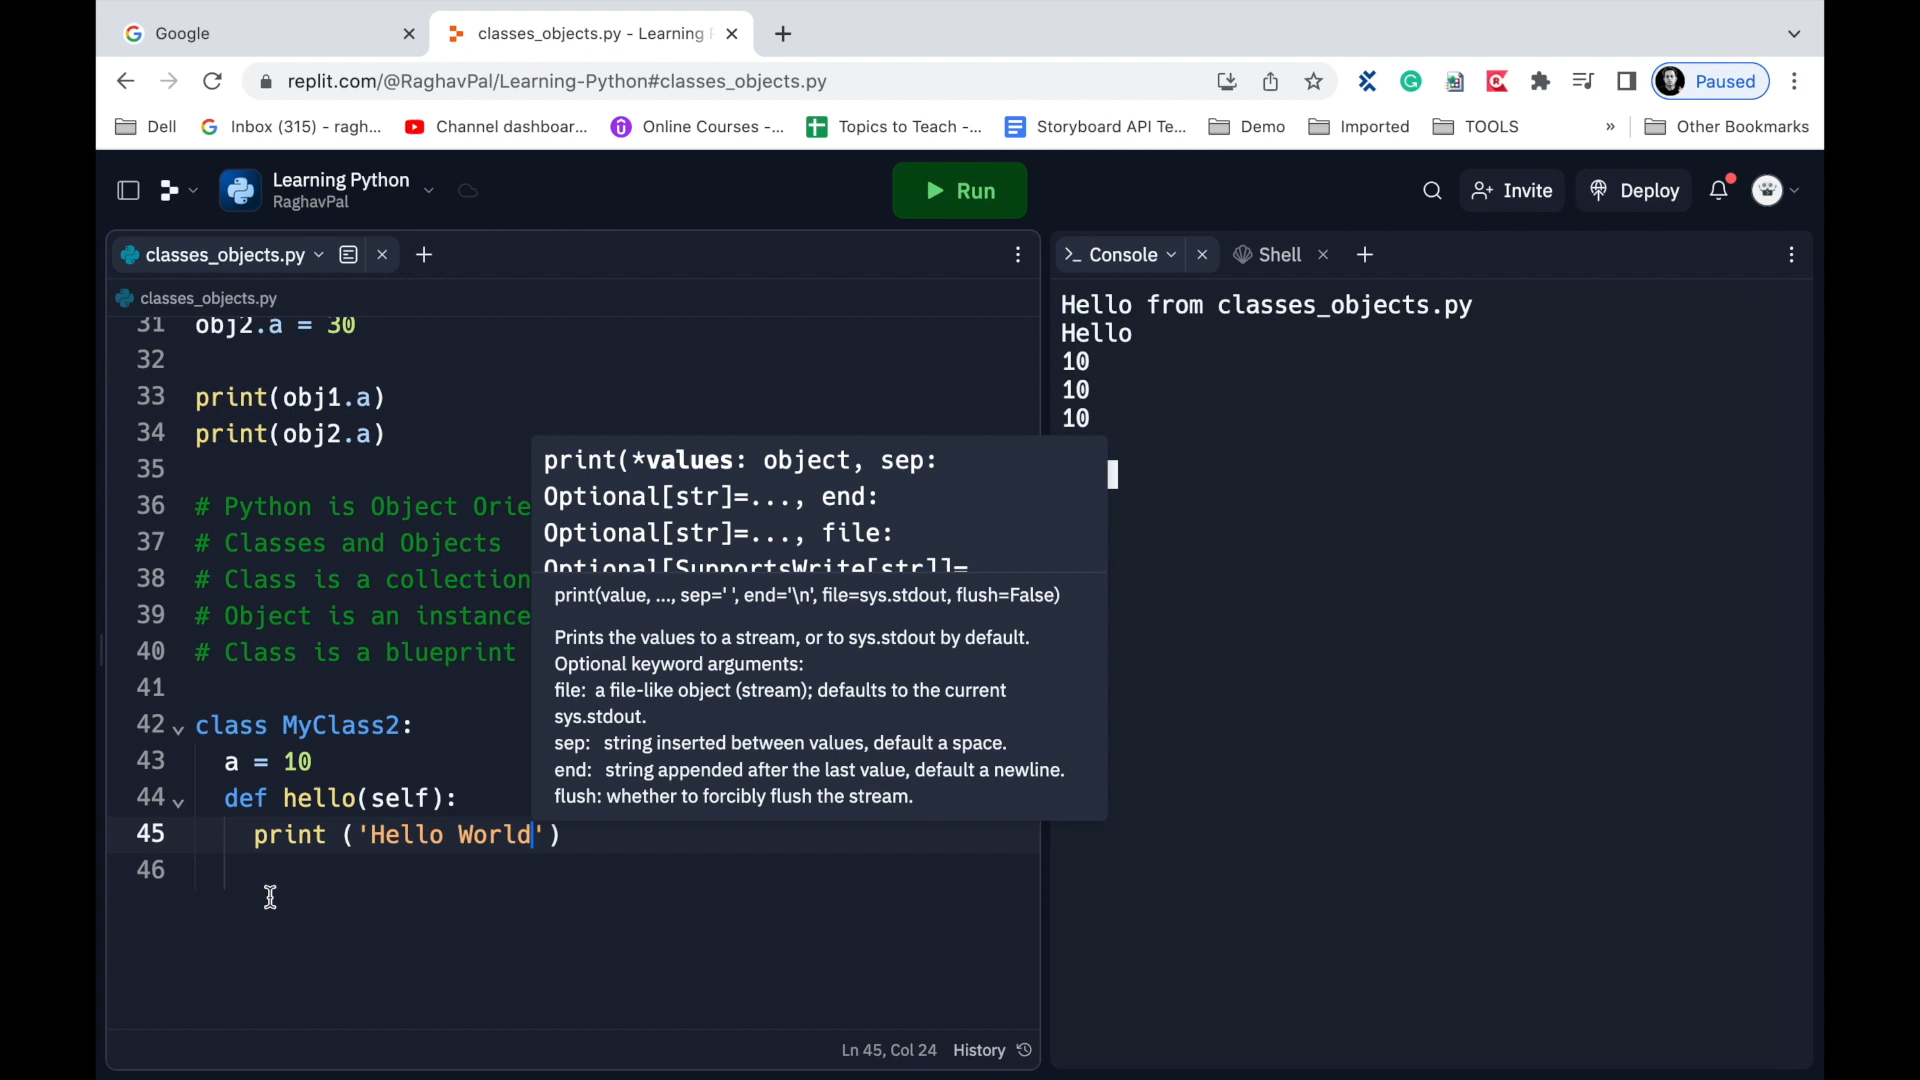 Google
classes_objects.py - Learning
replit.com/@RaghavPal/Learning-Python#classes_objects.py
Paused
Dell
Inbox (315) - ragh...
Channel dashboar...
Online Courses -...
Topics to Teach -...
Storyboard API Te...
Demo
Imported
TOOLS
»
Other Bookmarks
Learning Python
RaghavPal
Run
Invite
Deploy
classes_objects.py
>_ Console
Shell
classes_objects.py
31 obj2.a = 30
32
33 print(obj1.a)
34 print(obj2.a)
35
36 # Python is Object Orie
37 # Classes and Objects
38 # Class is a collection
39 # Object is an instance
40 # Class is a blueprint
41
42 class MyClass2:
43 a = 10
44 def hello(self):
45 print ('Hello World')
46
print(*values: object, sep:
Optional[str]=..., end:
Optional[str]=..., file:
Optional[SupportsWrite[str]]=
print(value, ..., sep=' ', end='\n', file=sys.stdout, flush=False)
Prints the values to a stream, or to sys.stdout by default.
Optional keyword arguments:
file: a file-like object (stream); defaults to the current
sys.stdout.
sep: string inserted between values, default a space.
end: string appended after the last value, default a newline.
flush: whether to forcibly flush the stream.
Hello from classes_objects.py
Hello
10
10
10
Ln 45, Col 24 History